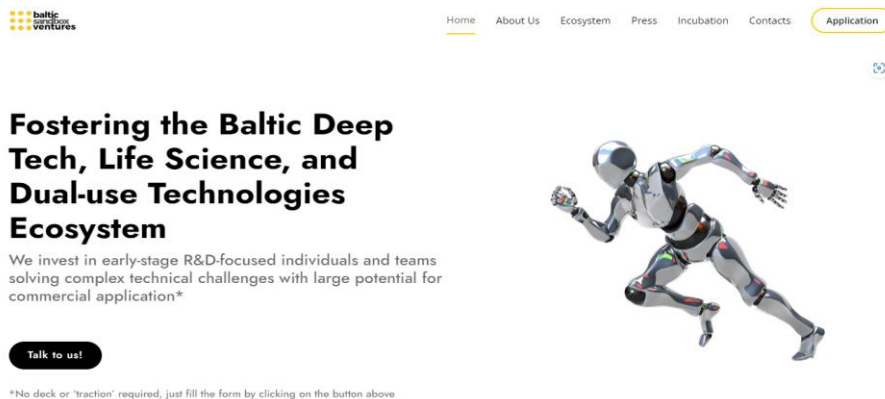 baltic
sandbox
ventures
Home About Us Ecosystem Press Incubation Contacts Application
Fostering the Baltic Deep
Tech, Life Science, and
Dual-use Technologies
Ecosystem
We invest in early-stage R&D-focused individuals and teams
solving complex technical challenges with large potential for
commercial application*
Talk to us!
*No deck or 'traction' required, just fill the form by clicking on the button above